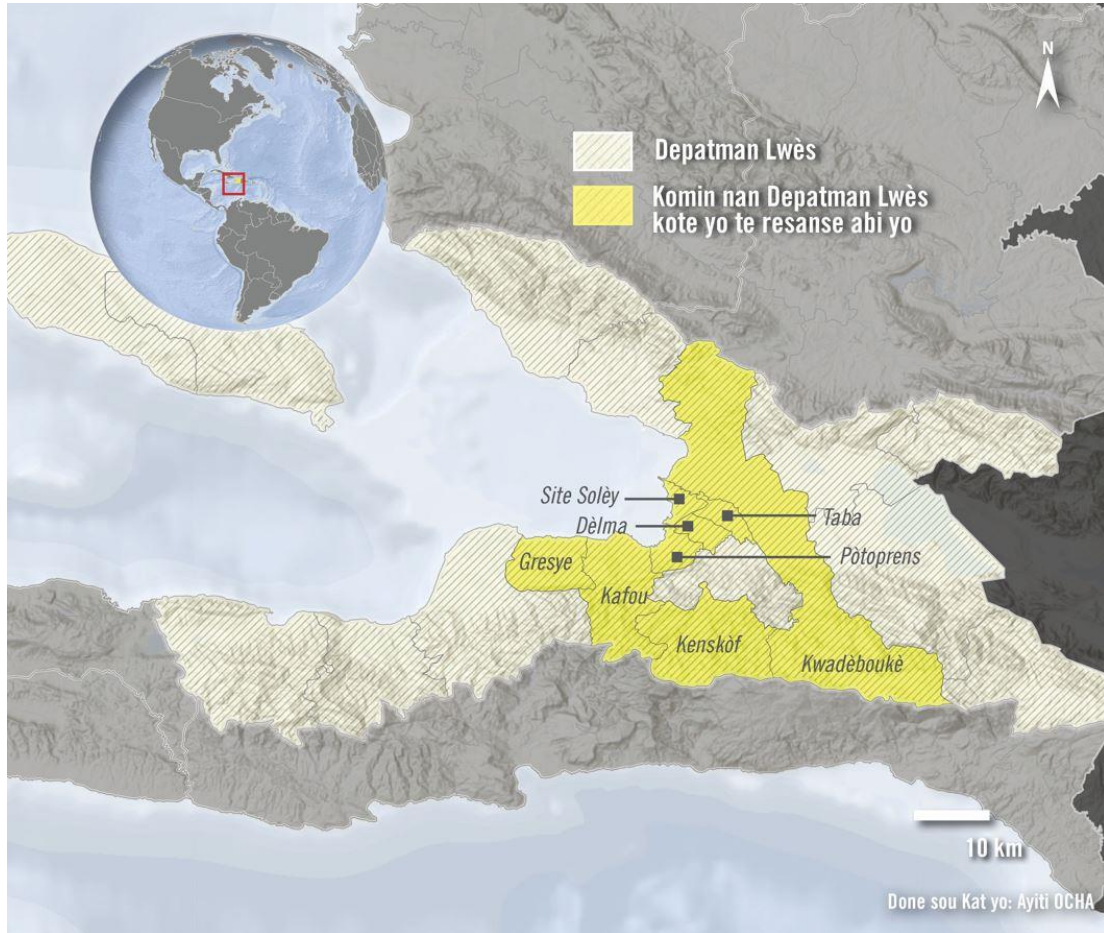 N
Depatman Lwès
Komin nan Depatman Lwès
kote yo te resanse abi yo
Site Solèy
Dèlma
Taba
Pòtoprens
Gresye
Kafou
Kenskòf
Kwadèboukè
10 km
Done sou Kat yo: Ayiti OCHA